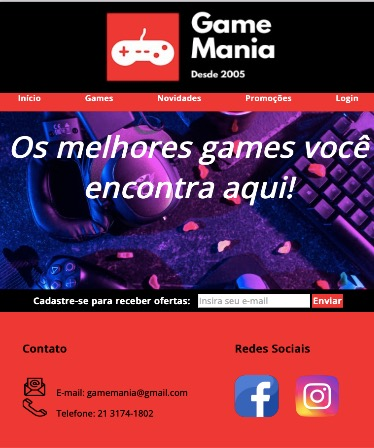 Game
Mania
Desde 2005
Início Games Novidades Promoções Login
Os melhores games você
encontra aqui!
Cadastre-se para receber ofertas: Insira seu e-mail Enviar
Contato Redes Sociais
E-mail: gamemania@gmail.com
Telefone: 21 3174-1802